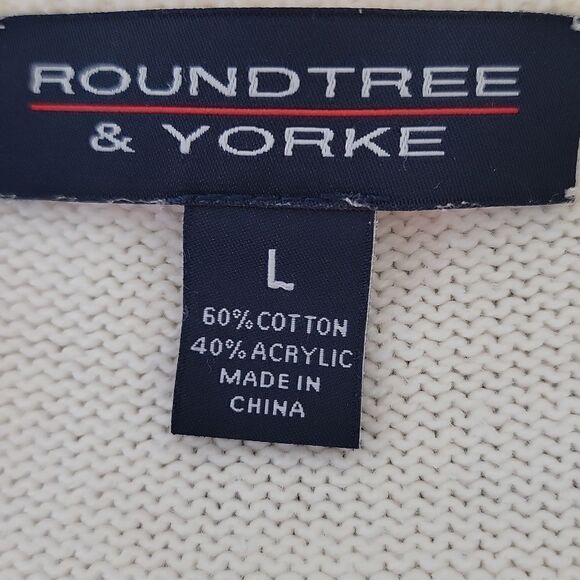 ROUNDTREE
& YORKE
L
60% COTTON
40% ACRYLIC
MADE IN
CHINA